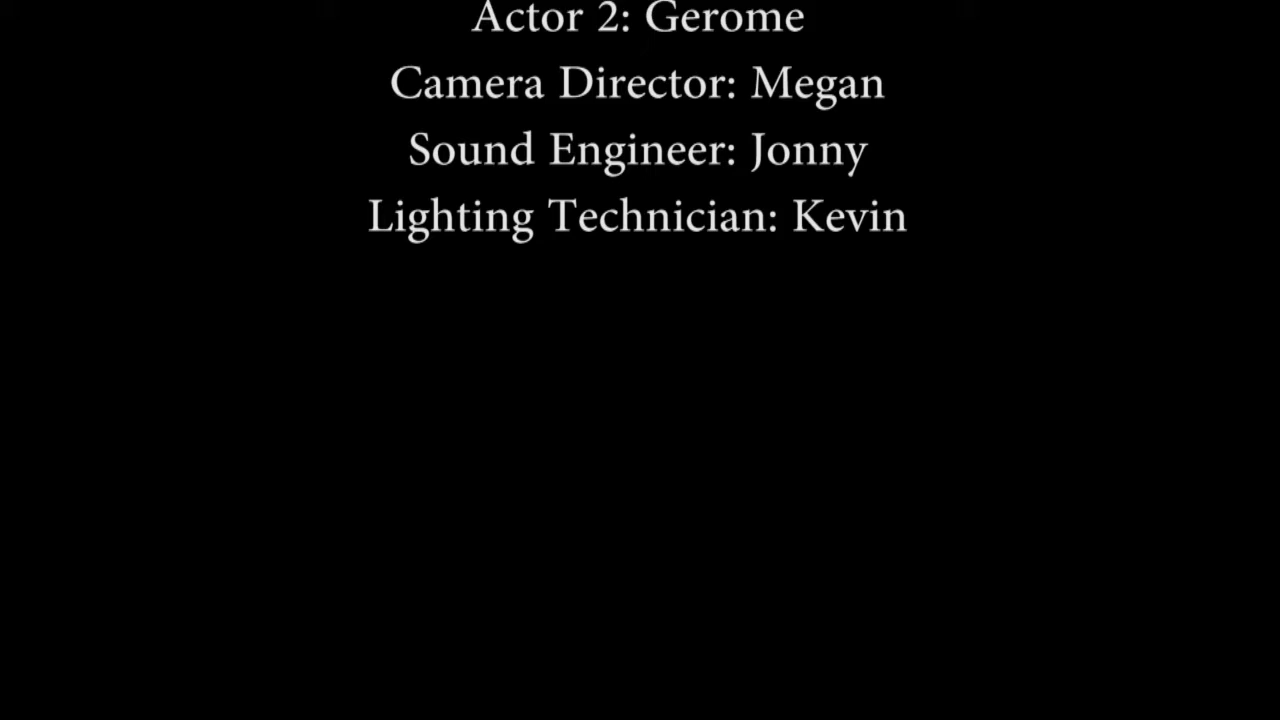 Actor 2: Gerome
Camera Director: Megan
Sound Engineer: Jonny
Lighting Technician: Kevin